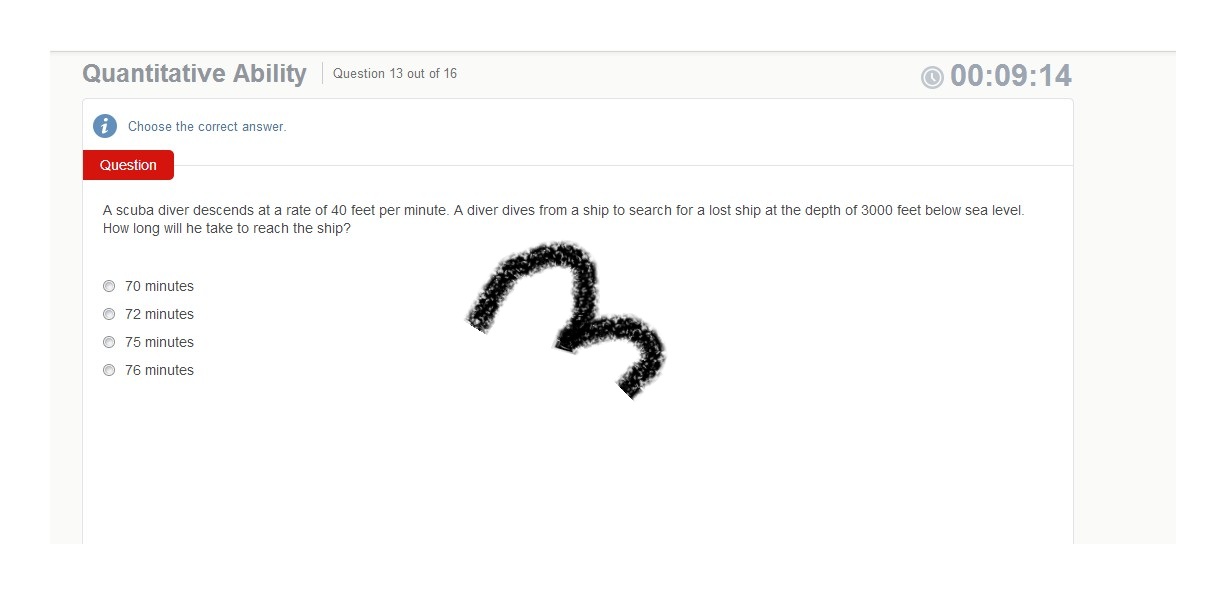 Quantitative Ability Question 13 out of 16 00:09:14
i Choose the correct answer.
Question
A scuba diver descends at a rate of 40 feet per minute. A diver dives from a ship to search for a lost ship at the depth of 3000 feet below sea level.
How long will he take to reach the ship?
70 minutes
72 minutes
75 minutes
76 minutes
3